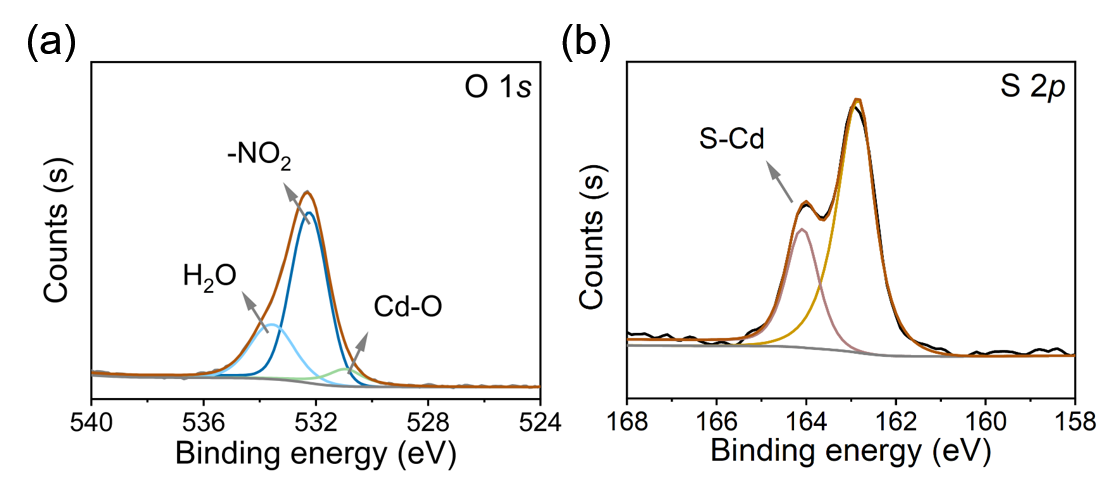 (a)
O 1s
-NO₂
H₂O
Cd-O
Counts (s)
540 536 532 528 524
Binding energy (eV)
(b)
S 2p
S-Cd
Counts (s)
168 166 164 162 160 158
Binding energy (eV)